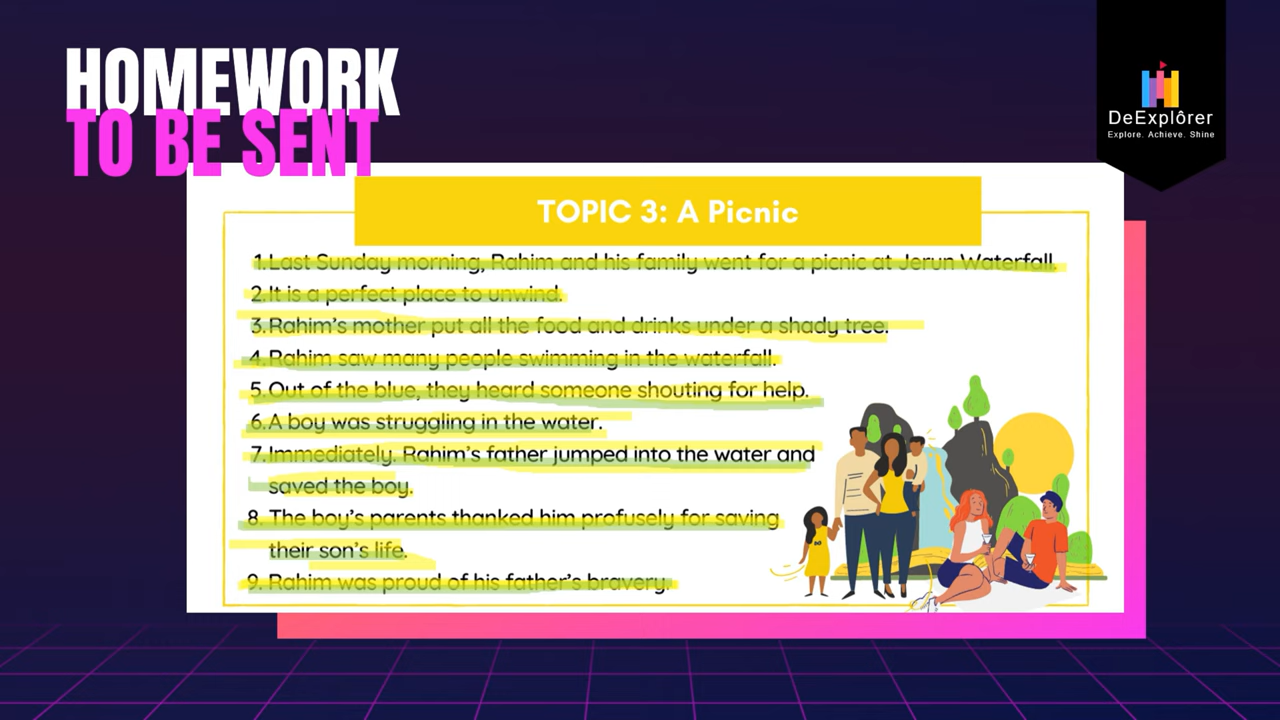 HOMEWORK
TO BE SENT
DeExplôrer
Explore. Achieve. Shine
TOPIC 3: A Picnic
1. Last Sunday morning, Rahim and his family went for a picnic at Jerun Waterfall.
2. It is a perfect place to unwind.
3. Rahim's mother put all the food and drinks under a shady tree.
4. Rahim saw many people swimming in the waterfall.
5. Out of the blue, they heard someone shouting for help.
6. A boy was struggling in the water.
7. Immediately. Rahim's father jumped into the water and
saved the boy.
8. The boy's parents thanked him profusely for saving
their son's life.
9. Rahim was proud of his father's bravery.